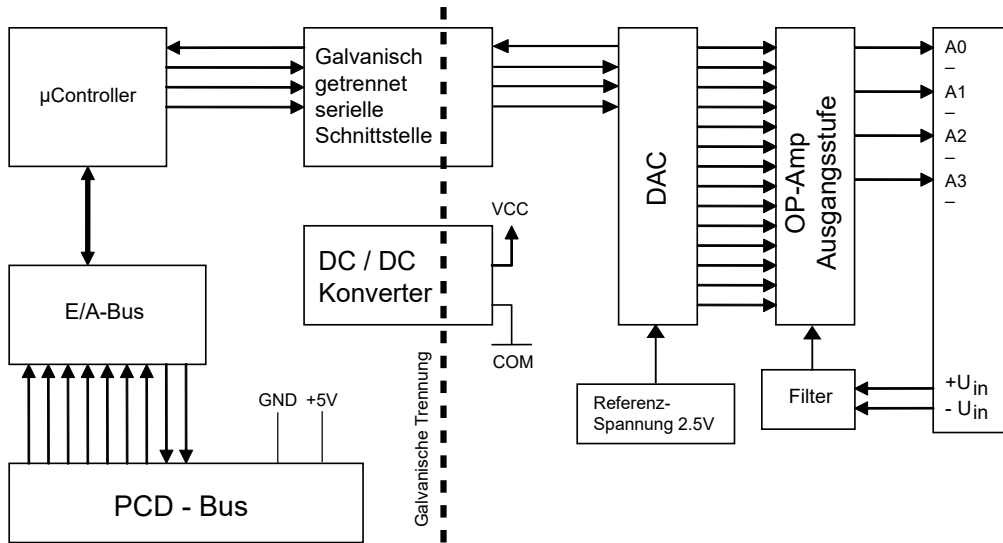 µController
Galvanisch
getrennet
serielle
Schnittstelle
DAC
OP-Amp
Ausgangsstufe
A0
–
A1
–
A2
–
A3
–
VCC
DC / DC
Konverter
COM
E/A-Bus
Galvanische Trennung
GND +5V
Referenz-
Spannung 2.5V
Filter
+Uin
- Uin
PCD - Bus